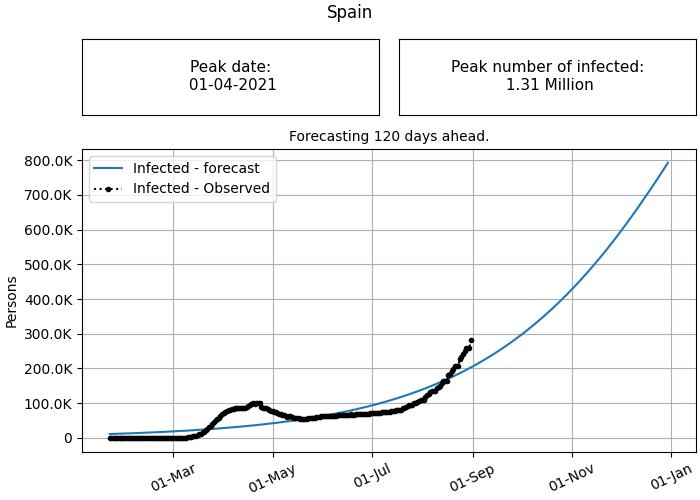 Spain
Peak date:
01-04-2021
Peak number of infected:
1.31 Million
Forecasting 120 days ahead.
Infected - forecast
Infected - Observed
800.0K
700.0K
600.0K
500.0K
400.0K
300.0K
200.0K
100.0K
0
Persons
01-Mar
01-May
01-Jul
01-Sep
01-Nov
01-Jan